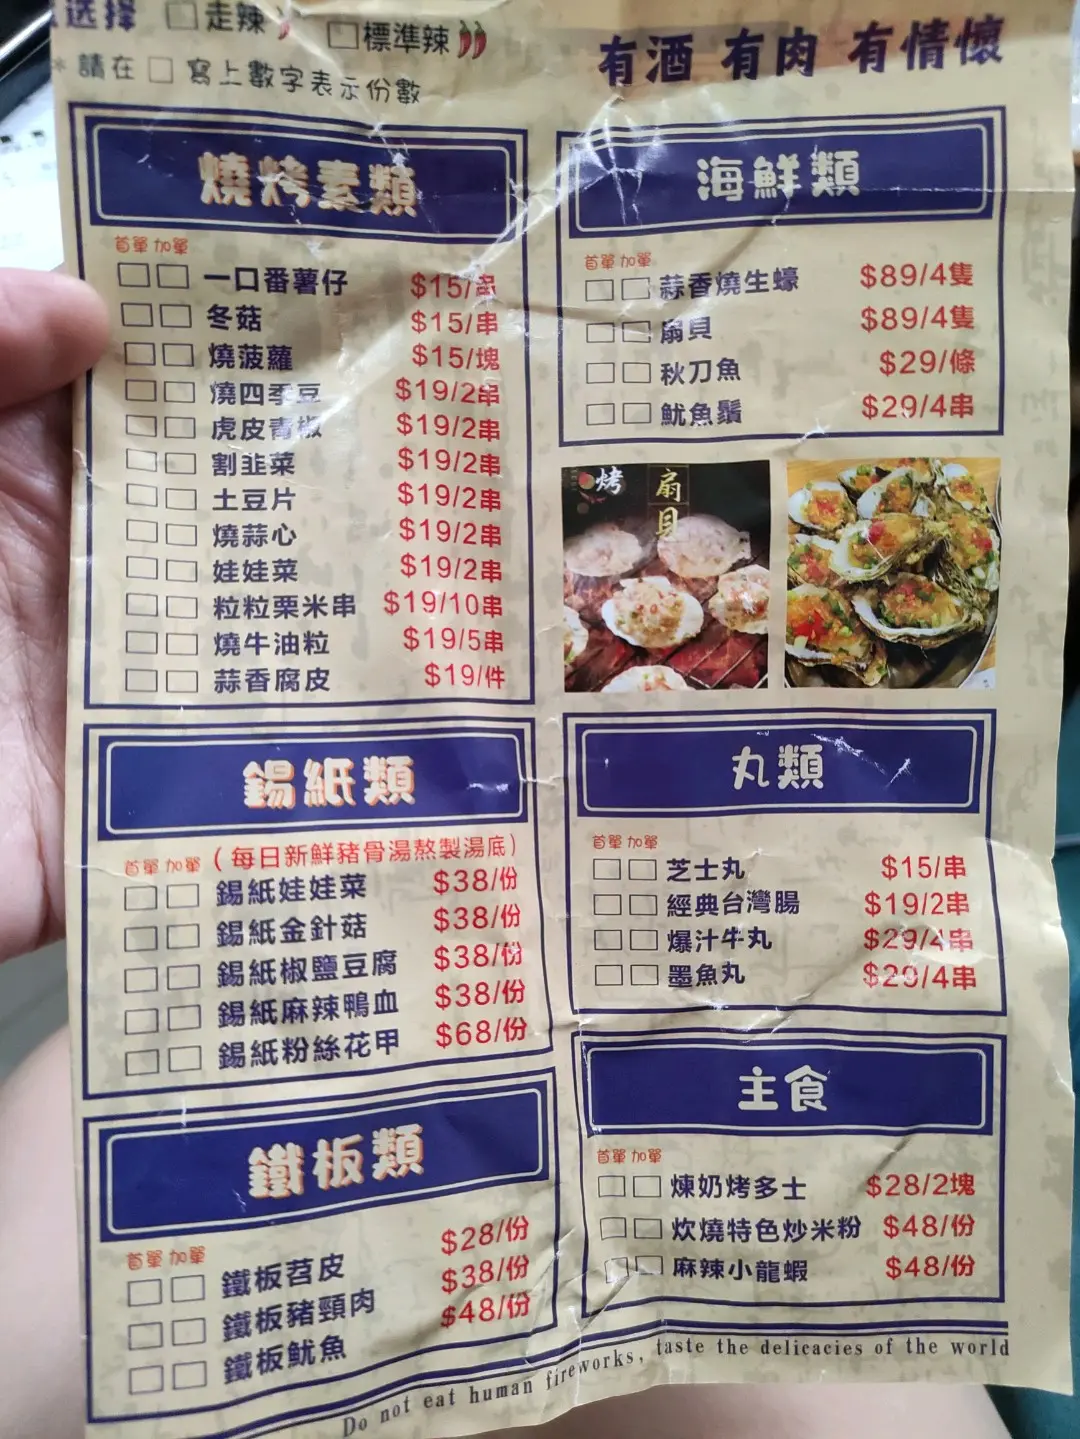 选择 □走辣 □標準辣
*請在 □ 寫上數字表示份數
有酒 有肉 有情懷
燒烤素類
首單 加單
一口番薯仔 $15/串
冬菇 $15/串
燒菠蘿 $15/塊
燒四季豆 $19/2串
虎皮青椒 $19/2串
割韭菜 $19/2串
土豆片 $19/2串
燒蒜心 $19/2串
娃娃菜 $19/2串
粒粒栗米串 $19/10串
燒牛油粒 $19/5串
蒜香腐皮 $19/件
海鮮類
首單 加單
蒜香燒生蠔 $89/4隻
扇貝 $89/4隻
秋刀魚 $29/條
魷魚鬚 $29/4串
烤 扇貝
錫紙類
首單 加單 (每日新鮮豬骨湯熬製湯底)
錫紙娃娃菜 $38/份
錫紙金針菇 $38/份
錫紙椒鹽豆腐 $38/份
錫紙麻辣鴨血 $38/份
錫紙粉絲花甲 $68/份
丸類
首單 加單
芝士丸 $15/串
經典台灣腸 $19/2串
爆汁牛丸 $29/4串
墨魚丸 $29/4串
鐵板類
首單 加單
鐵板苕皮 $28/份
鐵板豬頸肉 $38/份
鐵板魷魚 $48/份
主食
首單 加單
煉奶烤多士 $28/2塊
炊燒特色炒米粉 $48/份
麻辣小龍蝦 $48/份
Do not eat human fireworks, taste the delicacies of the world